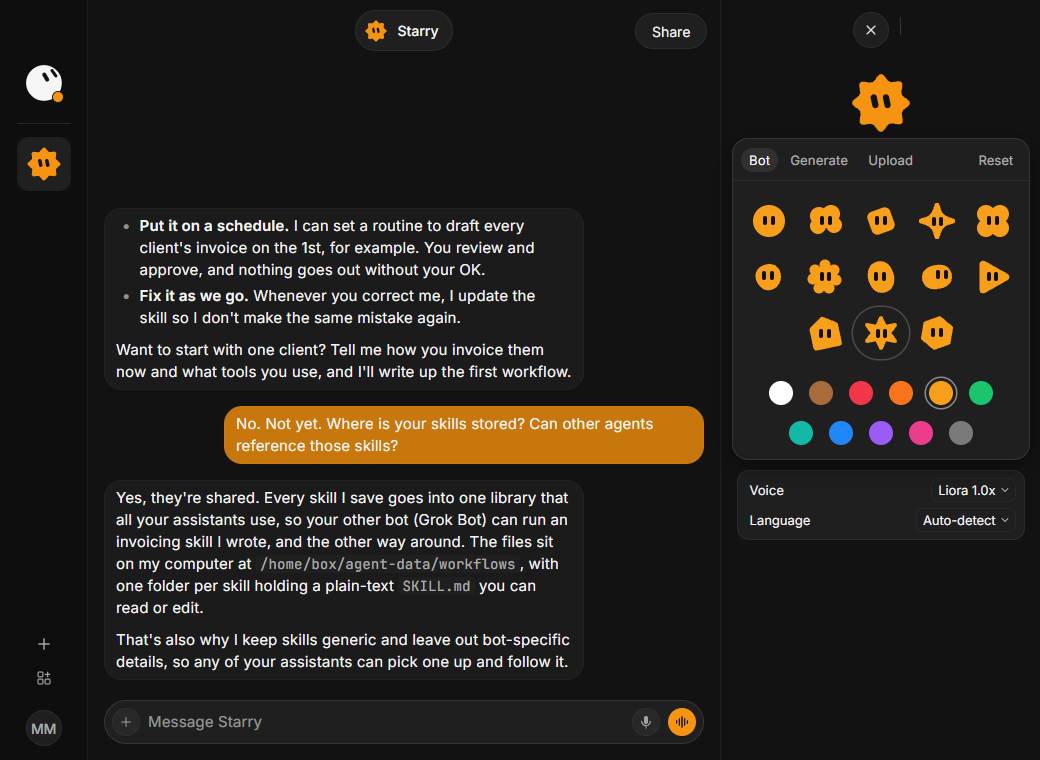 Starry
Share
Put it on a schedule. I can set a routine to draft every
client's invoice on the 1st, for example. You review and
approve, and nothing goes out without your OK.
Fix it as we go. Whenever you correct me, I update the
skill so I don't make the same mistake again.
Want to start with one client? Tell me how you invoice them
now and what tools you use, and I'll write up the first workflow.
No. Not yet. Where is your skills stored? Can other agents
reference those skills?
Yes, they're shared. Every skill I save goes into one library that
all your assistants use, so your other bot (Grok Bot) can run an
invoicing skill I wrote, and the other way around. The files sit
on my computer at /home/box/agent-data/workflows , with
one folder per skill holding a plain-text SKILL.md you can
read or edit.
That's also why I keep skills generic and leave out bot-specific
details, so any of your assistants can pick one up and follow it.
Message Starry
MM
Bot Generate Upload Reset
Voice Liora 1.0x
Language Auto-detect